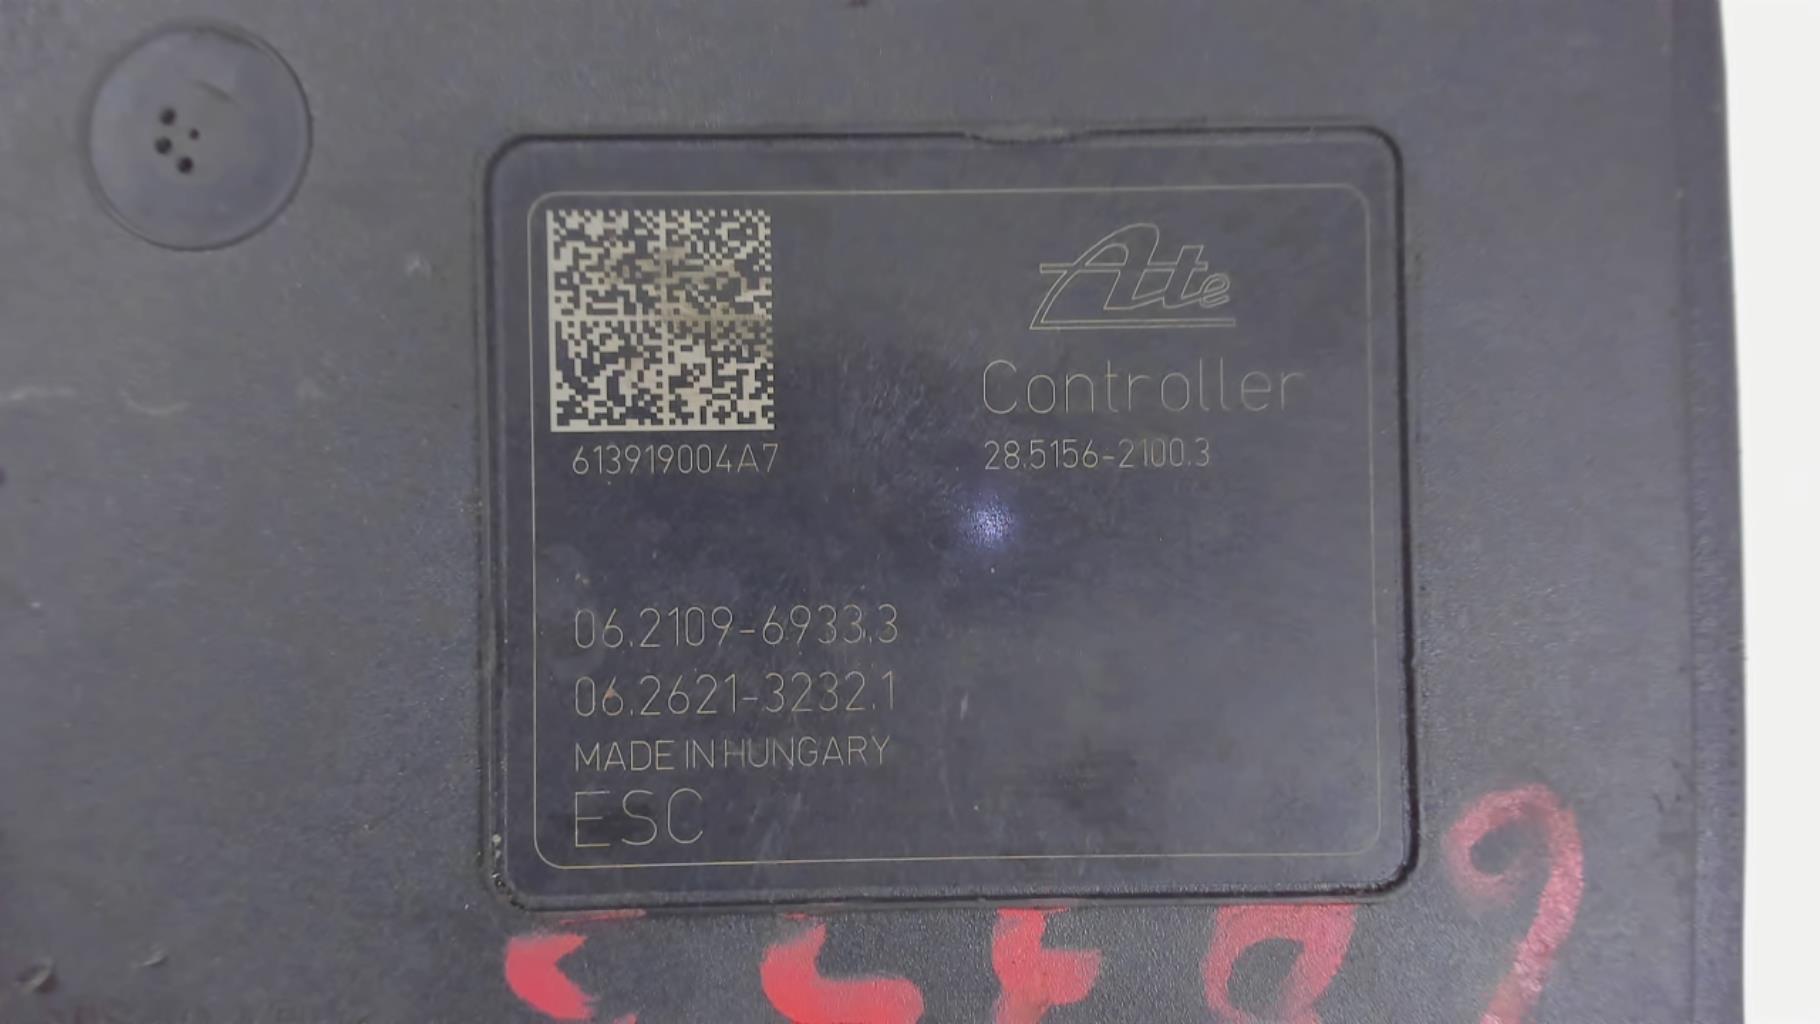 Ate
Controller
613919004A7
28.5156-2100.3
06.2109-6933.3
06.2621-3232.1
MADE IN HUNGARY
ESC